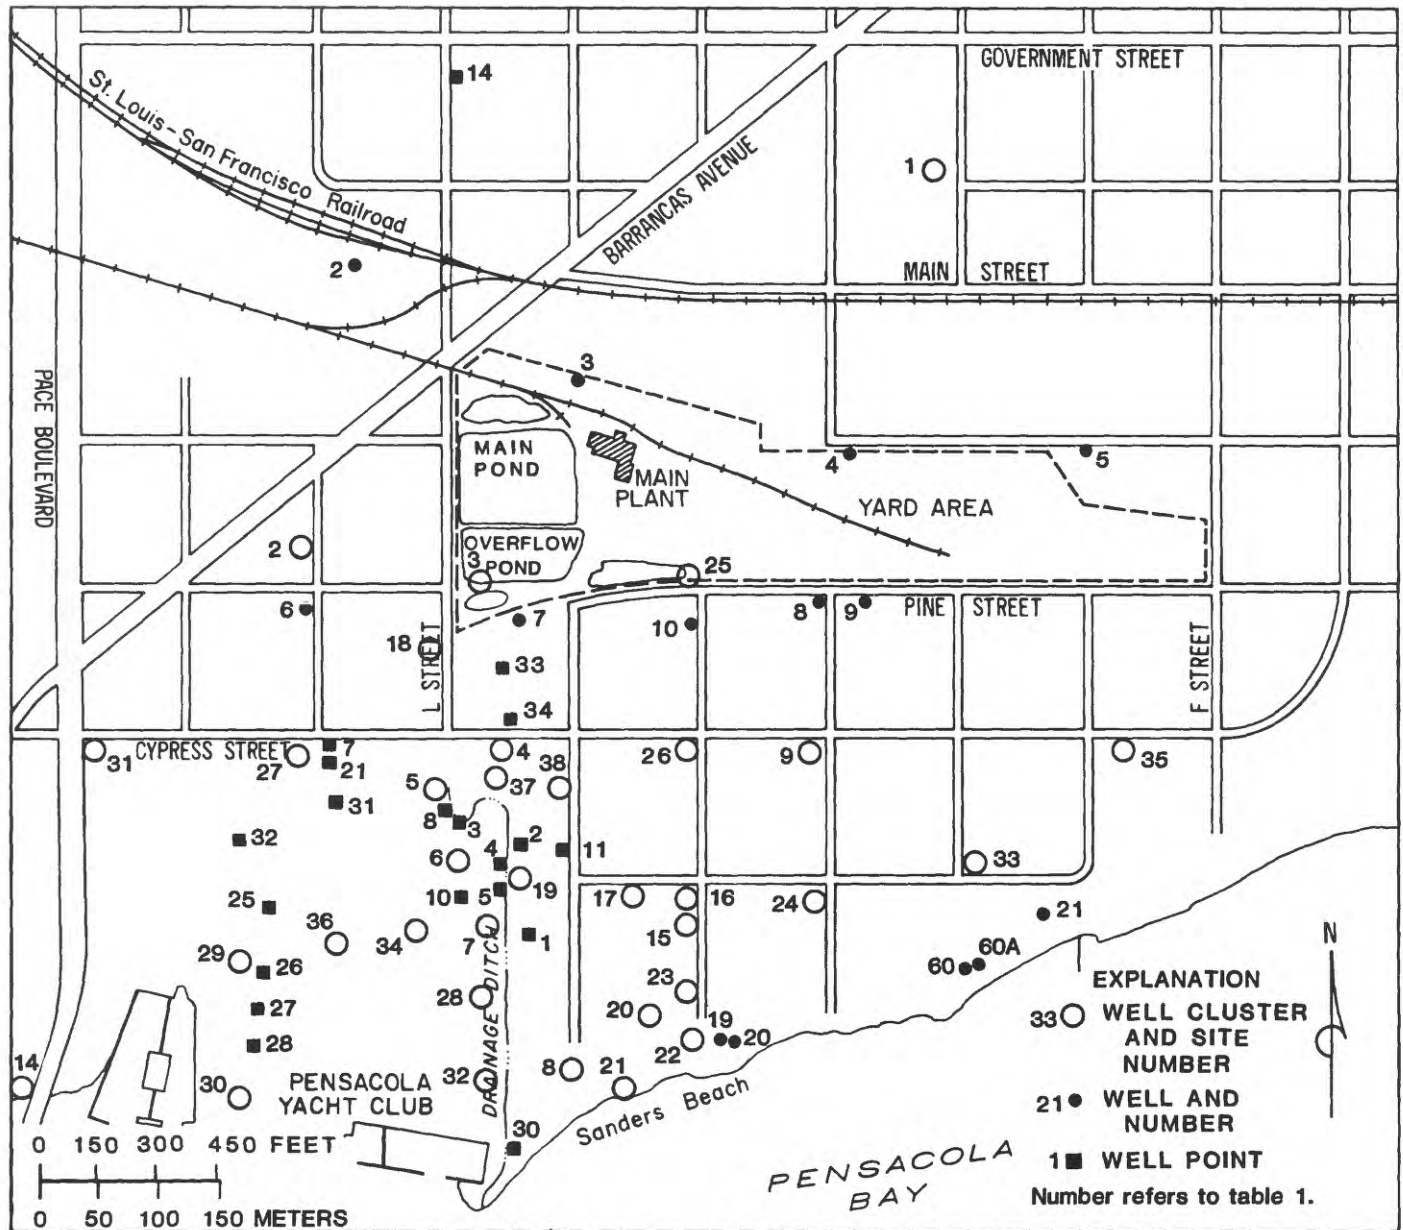 GOVERNMENT STREET
14
St. Louis-San Francisco Railroad
BARRANCAS AVENUE
1
2
MAIN STREET
PACE BOULEVARD
3
MAIN
POND
MAIN
PLANT
4
5
YARD AREA
2
OVERFLOW
POND
3
25
6
7
10
8
9
PINE STREET
18
L STREET
33
F STREET
34
31
CYPRESS STREET
27
7
21
4
26
9
35
5
37
38
31
8
3
32
2
4
11
6
33
19
25
10
5
17
16
24
21
36
34
7
1
15
29
26
60
60A
28
23
27
20
28
19
20
22
14
30
32
8
21
DRAINAGE DITCH
PENSACOLA
YACHT CLUB
Sanders Beach
30
PENSACOLA
BAY
N
EXPLANATION
33 WELL CLUSTER
AND SITE
NUMBER
21 WELL AND
NUMBER
1 WELL POINT
Number refers to table 1.
0 150 300 450 FEET
0 50 100 150 METERS